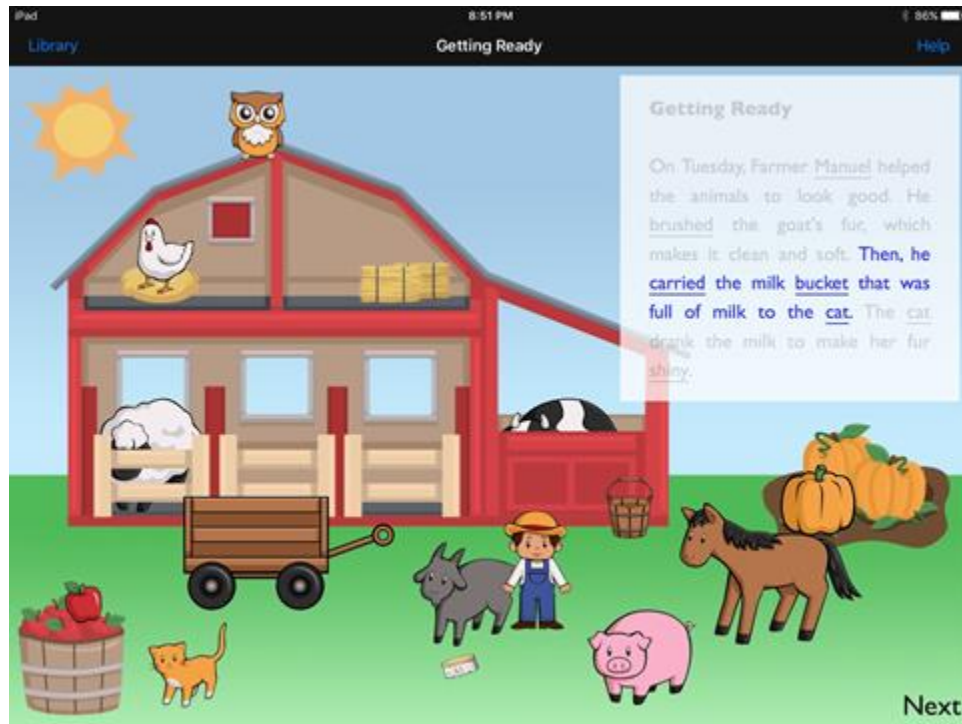 iPad 8:51 PM 86%
Library Getting Ready Help
Getting Ready
On Tuesday, Farmer Manuel helped
the animals to look good. He
brushed the goat's fur, which
makes it clean and soft. Then, he
carried the milk bucket that was
full of milk to the cat. The cat
drank the milk to make her fur
shiny.
Next